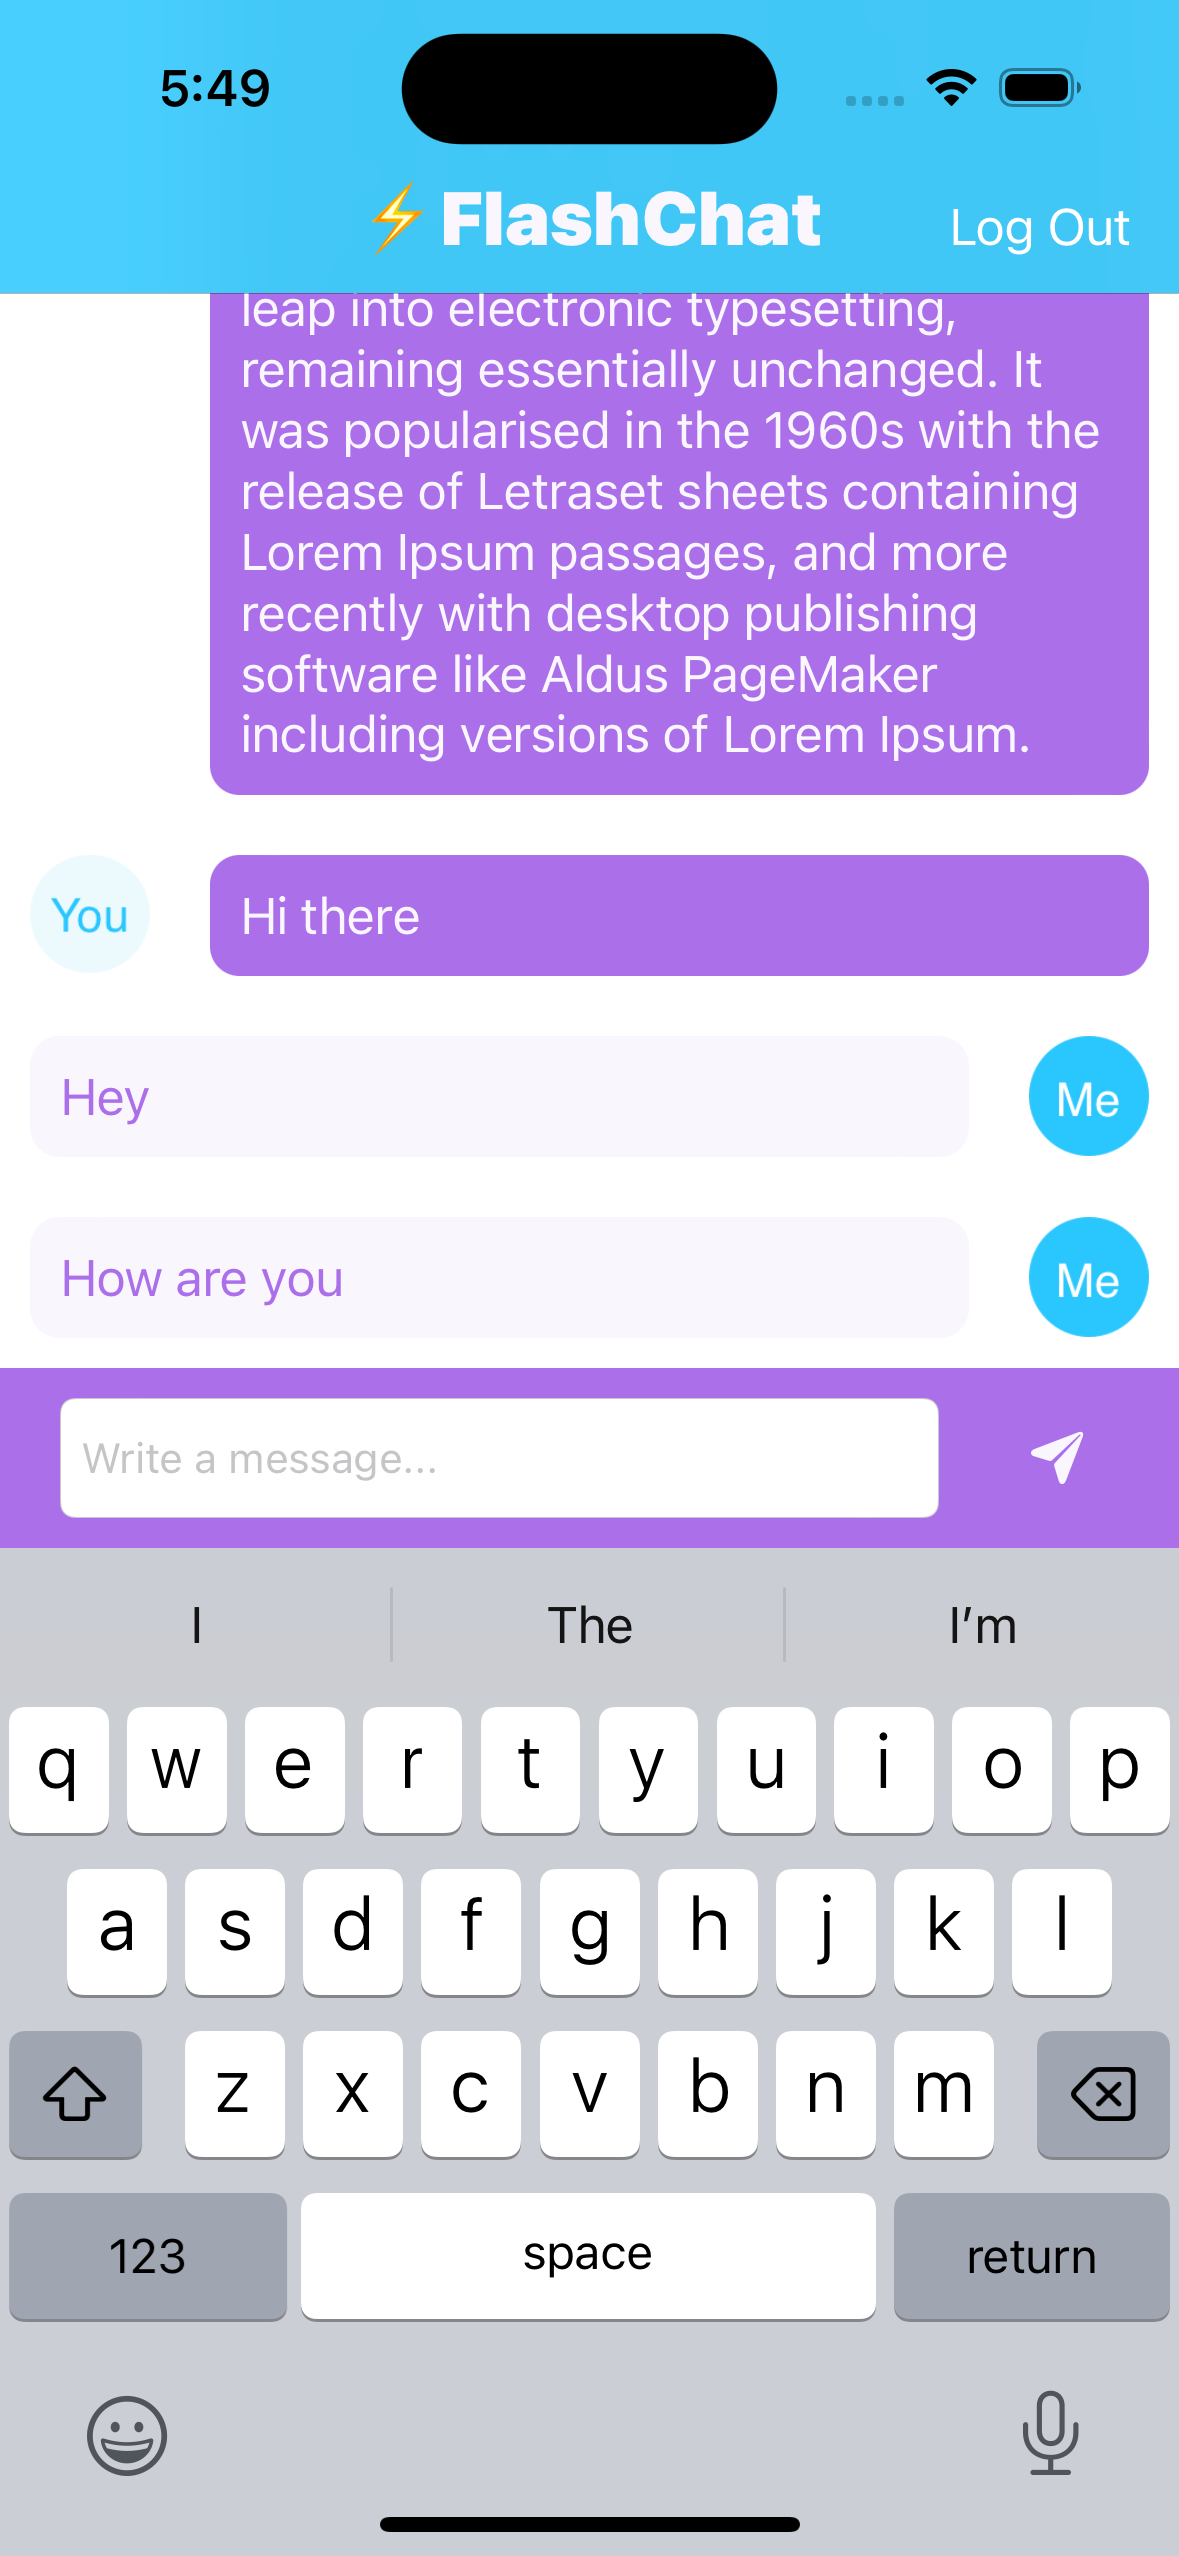 5:49
⚡️FlashChat
Log Out
leap into electronic typesetting,
remaining essentially unchanged. It
was popularised in the 1960s with the
release of Letraset sheets containing
Lorem Ipsum passages, and more
recently with desktop publishing
software like Aldus PageMaker
including versions of Lorem Ipsum.
You
Hi there
Hey
Me
How are you
Me
Write a message...
I The I’m
q w e r t y u i o p
a s d f g h j k l
z x c v b n m
123 space return